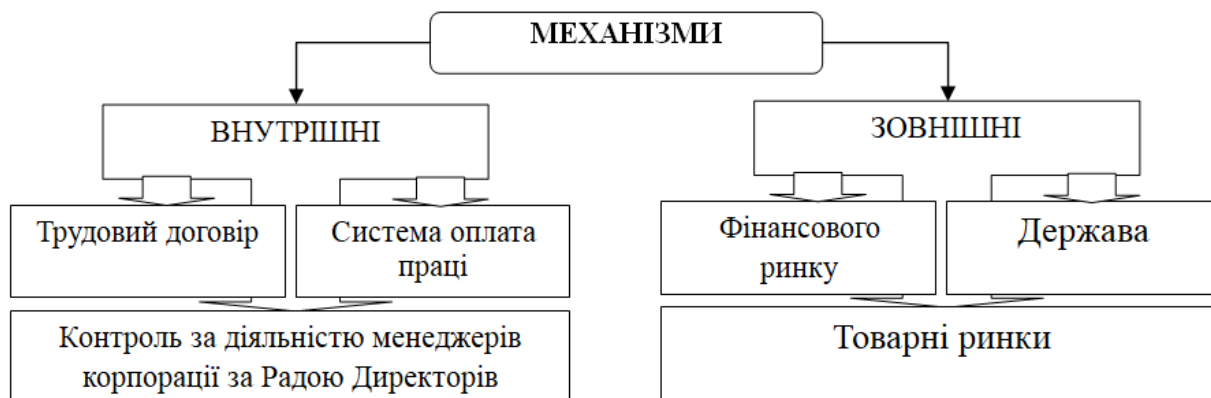 МЕХАНІЗМИ
ВНУТРІШНІ
ЗОВНІШНІ
Трудовий договір
Система оплата
праці
Фінансового
ринку
Держава
Контроль за діяльністю менеджерів
корпорації за Радою Директорів
Товарні ринки